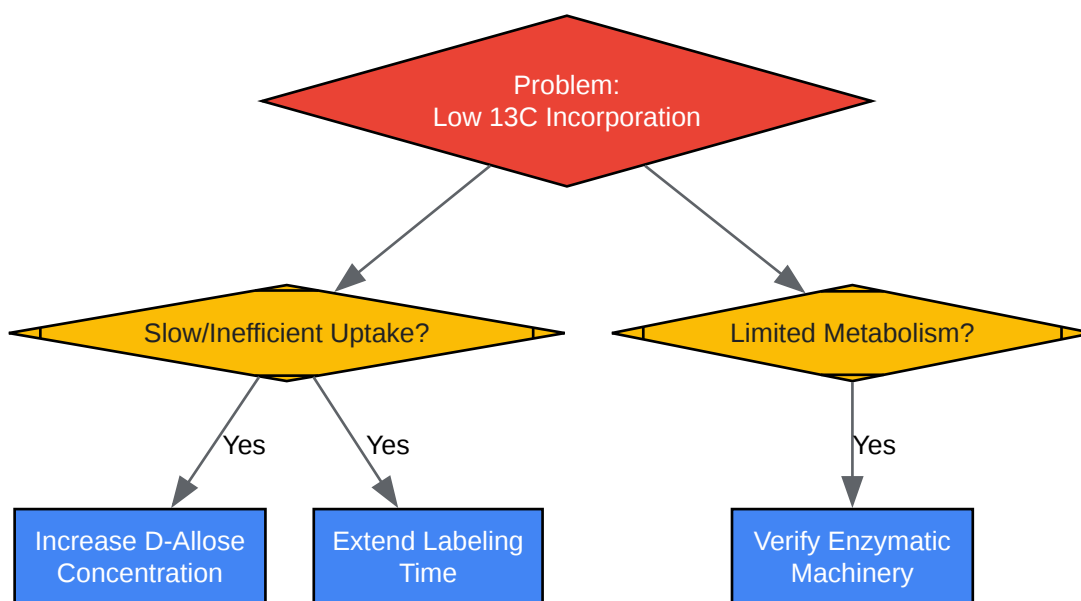 Problem:
Low 13C Incorporation
Slow/Inefficient Uptake?
Limited Metabolism?
Yes
Yes
Yes
Increase D-Allose
Concentration
Extend Labeling
Time
Verify Enzymatic
Machinery